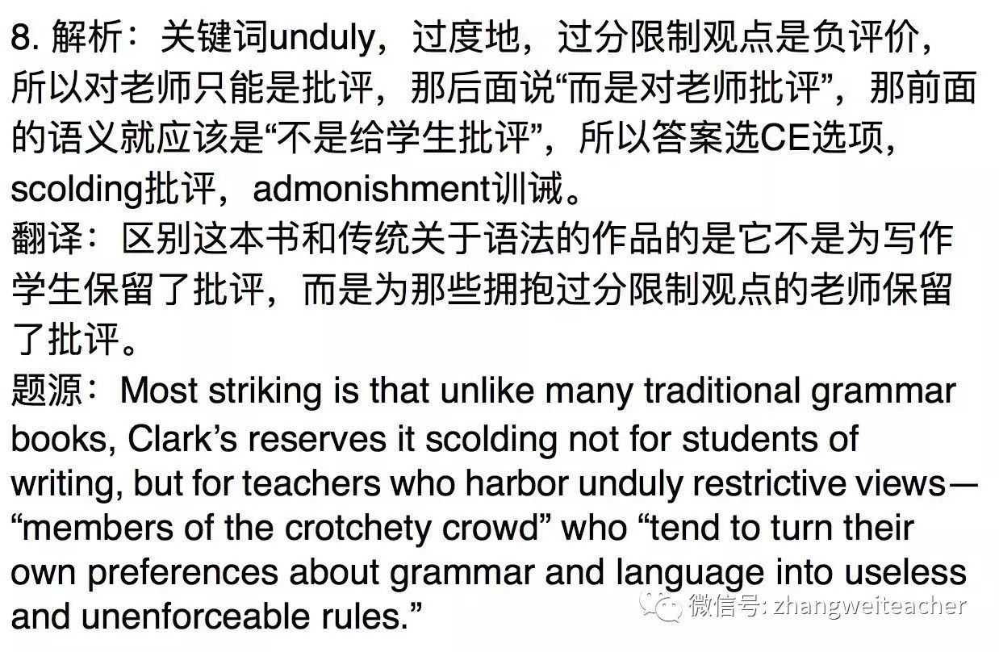 8. 解析：关键词unduly，过度地，过分限制观点是负评价，
所以对老师只能是批评，那后面说“而是对老师批评”，那前面
的语义就应该是“不是给学生批评”，所以答案选CE选项，
scolding批评，admonishment训诫。
翻译：区别这本书和传统关于语法的作品的是它不是为写作
学生保留了批评，而是为那些拥抱过分限制观点的老师保留
了批评。
题源：Most striking is that unlike many traditional grammar
books, Clark’s reserves it scolding not for students of
writing, but for teachers who harbor unduly restrictive views—
“members of the crotchety crowd” who “tend to turn their
own preferences about grammar and language into useless
and unenforceable rules.”
微信号: zhangweiteacher